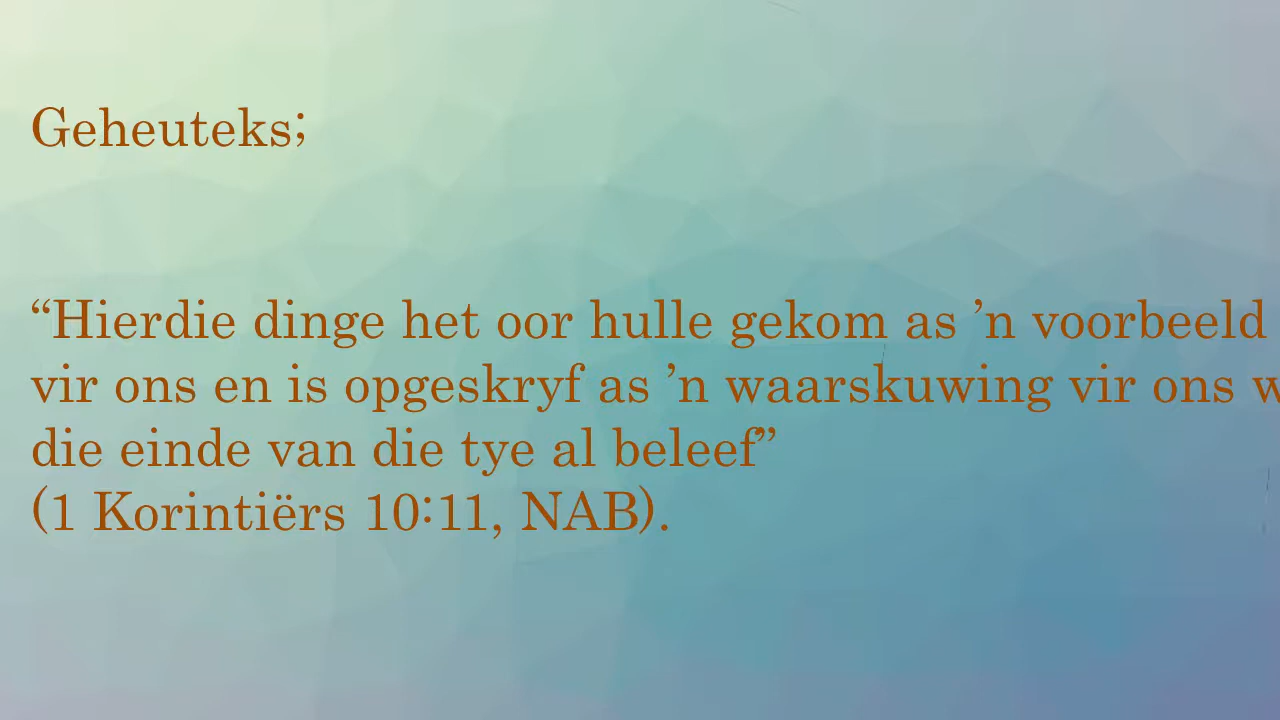 Geheuteks;
“Hierdie dinge het oor hulle gekom as ’n voorbeeld
vir ons en is opgeskryf as ’n waarskuwing vir ons
die einde van die tye al beleef”
(1 Korintiërs 10:11, NAB).